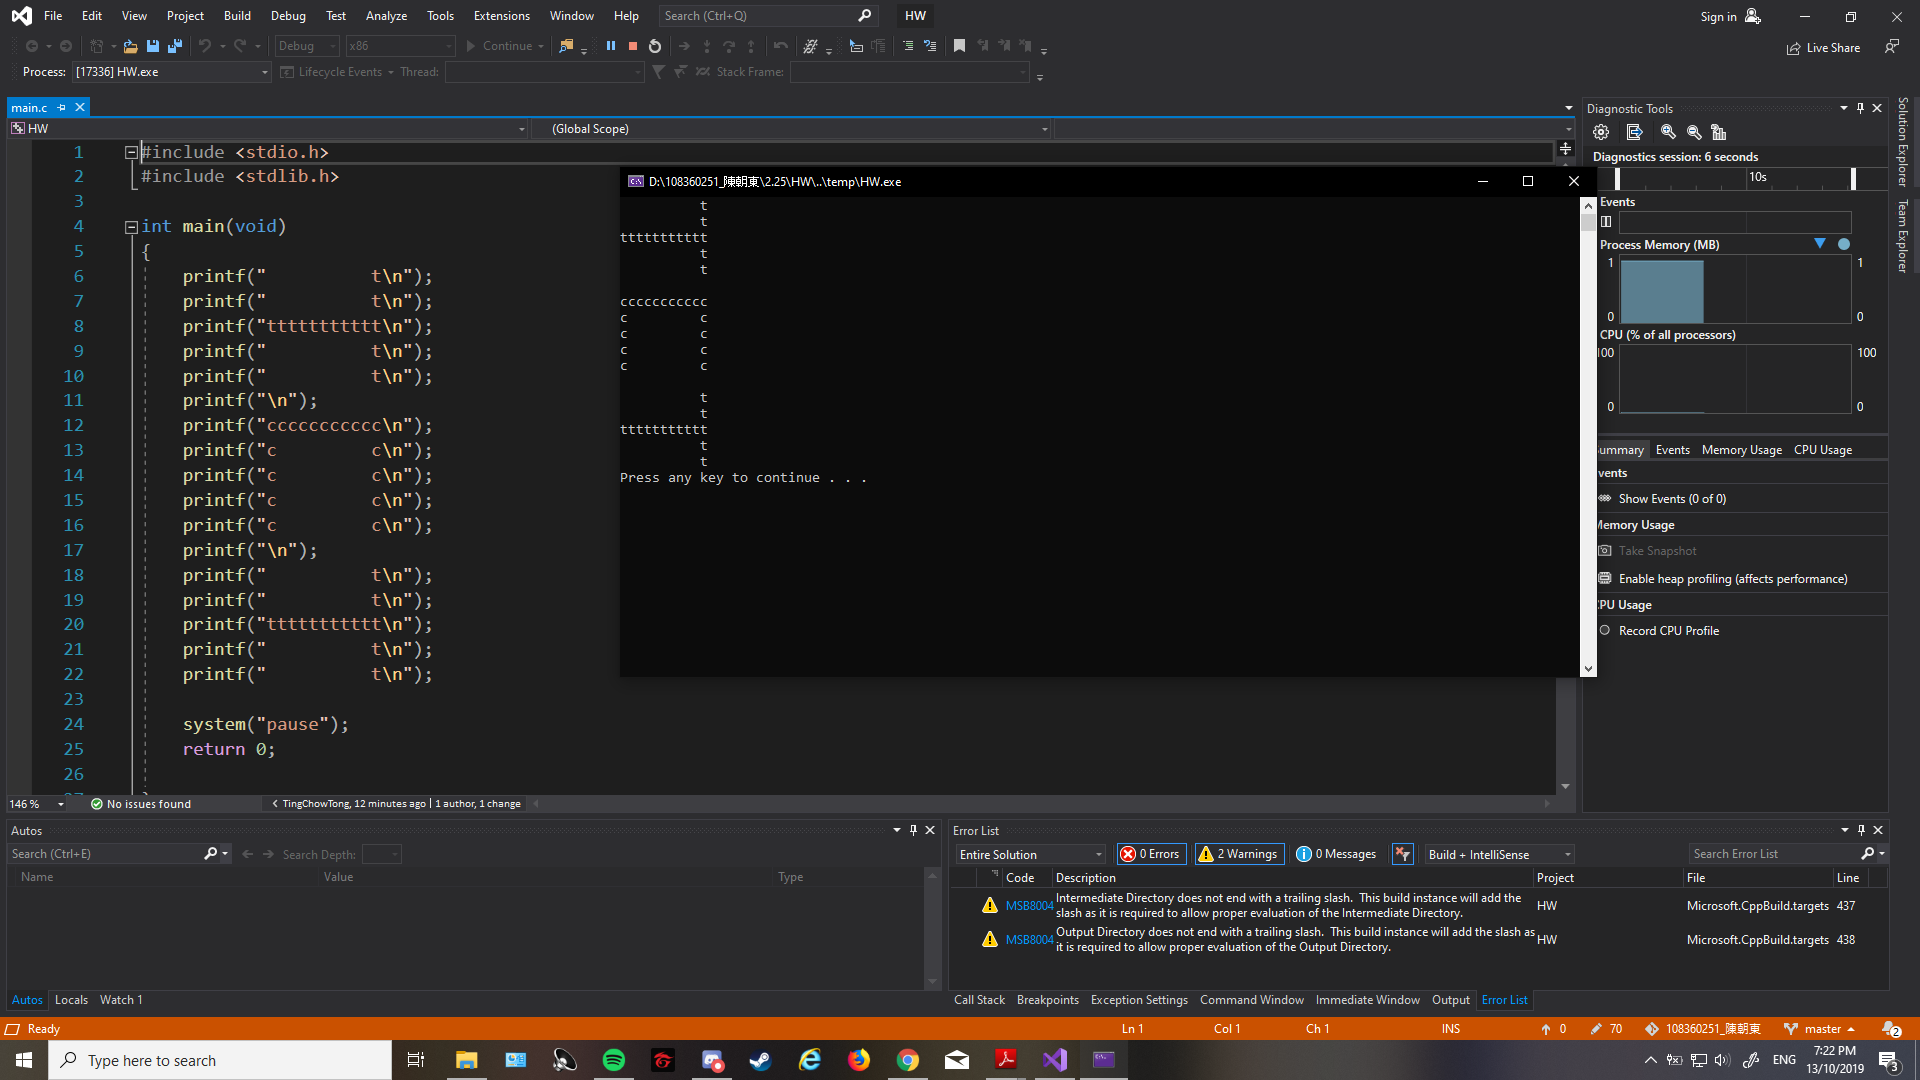 File Edit View Project Build Debug Test Analyze Tools Extensions Window Help Search (Ctrl+Q) HW Sign in
Debug x86 Continue Live Share
Process: [17336] HW.exe Lifecycle Events Thread: Stack Frame:
main.c
HW (Global Scope)
1 #include <stdio.h>
2 #include <stdlib.h>
3
4 int main(void)
5 {
6 printf("          t\n");
7 printf("          t\n");
8 printf("ttttttttttt\n");
9 printf("          t\n");
10 printf("          t\n");
11 printf("\n");
12 printf("ccccccccccc\n");
13 printf("c         c\n");
14 printf("c         c\n");
15 printf("c         c\n");
16 printf("c         c\n");
17 printf("\n");
18 printf("          t\n");
19 printf("          t\n");
20 printf("ttttttttttt\n");
21 printf("          t\n");
22 printf("          t\n");
23
24 system("pause");
25 return 0;
26
146 % No issues found TingChowTong, 12 minutes ago | 1 author, 1 change
D:\108360251_陳朝東\2.25\HW\..\temp\HW.exe
          t
          t
ttttttttttt
          t
          t
ccccccccccc
c         c
c         c
c         c
c         c
          t
          t
ttttttttttt
          t
          t
Press any key to continue . . .
Diagnostic Tools
Diagnostics session: 6 seconds
10s
Events
Process Memory (MB)
1 1
0 0
CPU (% of all processors)
100 100
0 0
Summary Events Memory Usage CPU Usage
Events
Show Events (0 of 0)
Memory Usage
Take Snapshot
Enable heap profiling (affects performance)
CPU Usage
Record CPU Profile
Solution Explorer
Team Explorer
Autos
Search (Ctrl+E) Search Depth:
Name Value Type
Autos Locals Watch 1
Error List
Entire Solution 0 Errors 2 Warnings 0 Messages Build + IntelliSense Search Error List
Code Description Project File Line
MSB8004 Intermediate Directory does not end with a trailing slash.  This build instance will add the slash as it is required to allow proper evaluation of the Intermediate Directory. HW Microsoft.CppBuild.targets 437
MSB8004 Output Directory does not end with a trailing slash.  This build instance will add the slash as it is required to allow proper evaluation of the Output Directory. HW Microsoft.CppBuild.targets 438
Call Stack Breakpoints Exception Settings Command Window Immediate Window Output Error List
Ready Ln 1 Col 1 Ch 1 INS 0 70 108360251_陳朝東 master 2
Type here to search ENG 7:22 PM 13/10/2019 3